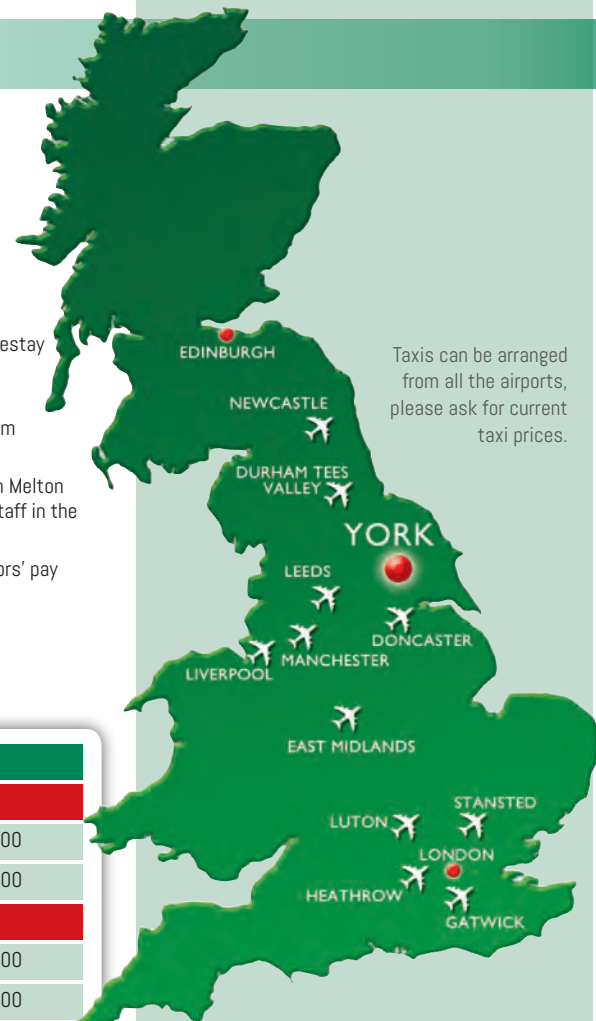 estay
m
n Melton
taff in the
ors' pay
00
00
00
00
Taxis can be arranged
from all the airports,
please ask for current
taxi prices.
EDINBURGH
NEWCASTLE
DURHAM TEES
VALLEY
YORK
LEEDS
DONCASTER
MANCHESTER
LIVERPOOL
EAST MIDLANDS
STANSTED
LUTON
LONDON
HEATHROW
GATWICK